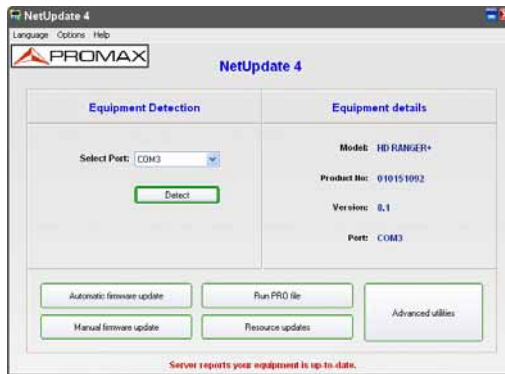 NetUpdate 4
Language Options Help
PROMAX
NetUpdate 4
Equipment Detection
Select Port: COM3
Detect
Equipment details
Model: HD RANGER+
Product No: 010151092
Version: 8.1
Port: COM3
Automatic firmware update
Run PRO file
Advanced utilities
Manual firmware update
Resource updates
Server reports your equipment is up-to-date.